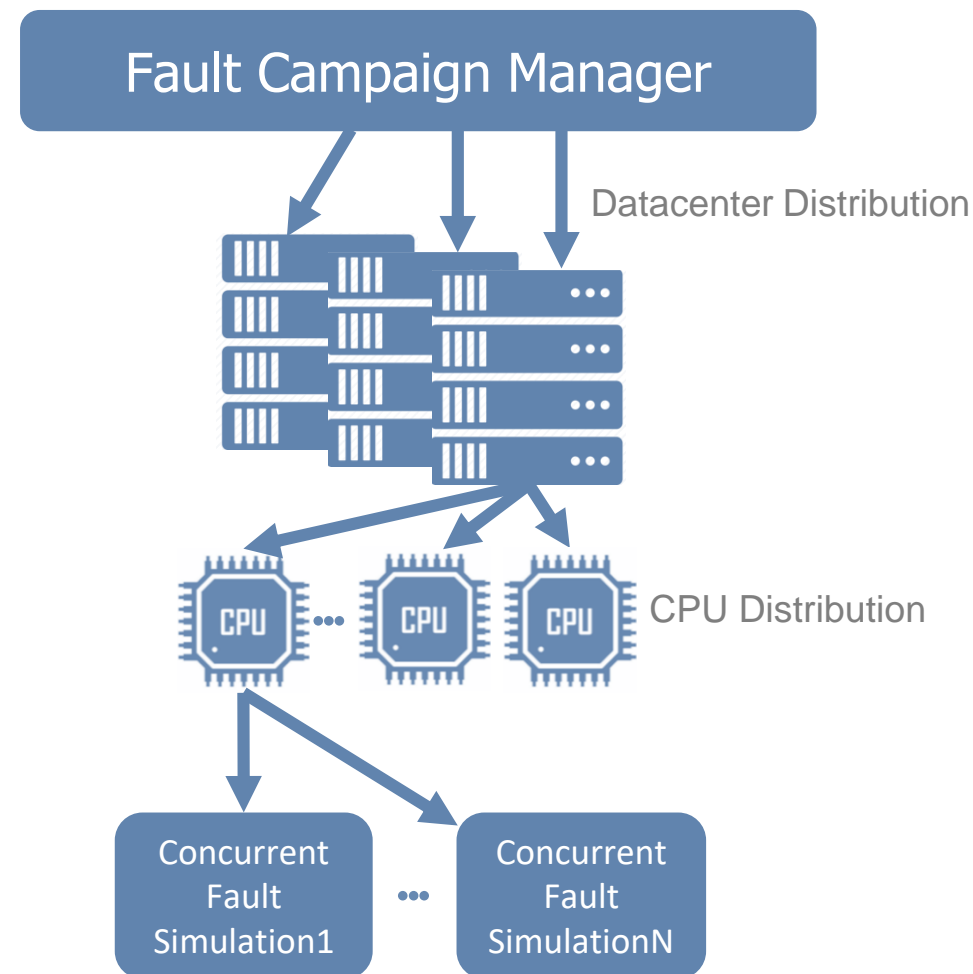 Fault Campaign Manager
Datacenter Distribution
CPU
CPU
CPU
CPU Distribution
Concurrent
Fault
Simulation1
Concurrent
Fault
SimulationN